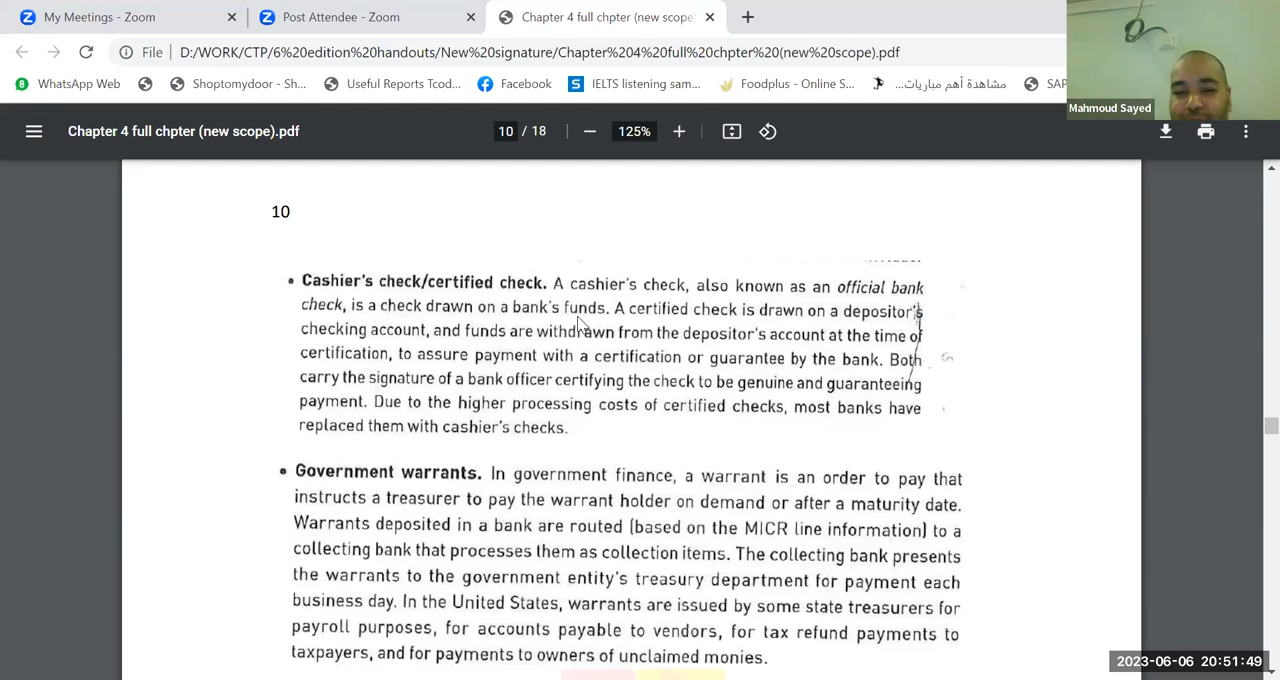 My Meetings - Zoom
Post Attendee - Zoom
Chapter 4 full chpter (new scope)
File
D:/WORK/CTP/6%20edition%20handouts/New%20signature/Chapter%204%20full%20chpter%20(new%20scope).pdf
WhatsApp Web
Shoptomydoor - Sh...
Useful Reports Tcod...
Facebook
IELTS listening sam...
Foodplus - Online S...
مشاهدة أهم مباريات...
SAP
Mahmoud Sayed
Chapter 4 full chpter (new scope).pdf
10 / 18
125%
10
• Cashier's check/certified check. A cashier's check, also known as an official bank
check, is a check drawn on a bank's funds. A certified check is drawn on a depositor's
checking account, and funds are withdrawn from the depositor's account at the time of
certification, to assure payment with a certification or guarantee by the bank. Both
carry the signature of a bank officer certifying the check to be genuine and guaranteeing
payment. Due to the higher processing costs of certified checks, most banks have
replaced them with cashier's checks.
• Government warrants. In government finance, a warrant is an order to pay that
instructs a treasurer to pay the warrant holder on demand or after a maturity date.
Warrants deposited in a bank are routed (based on the MICR line information) to a
collecting bank that processes them as collection items. The collecting bank presents
the warrants to the government entity's treasury department for payment each
business day. In the United States, warrants are issued by some state treasurers for
payroll purposes, for accounts payable to vendors, for tax refund payments to
taxpayers, and for payments to owners of unclaimed monies.
2023-06-06 20:51:49